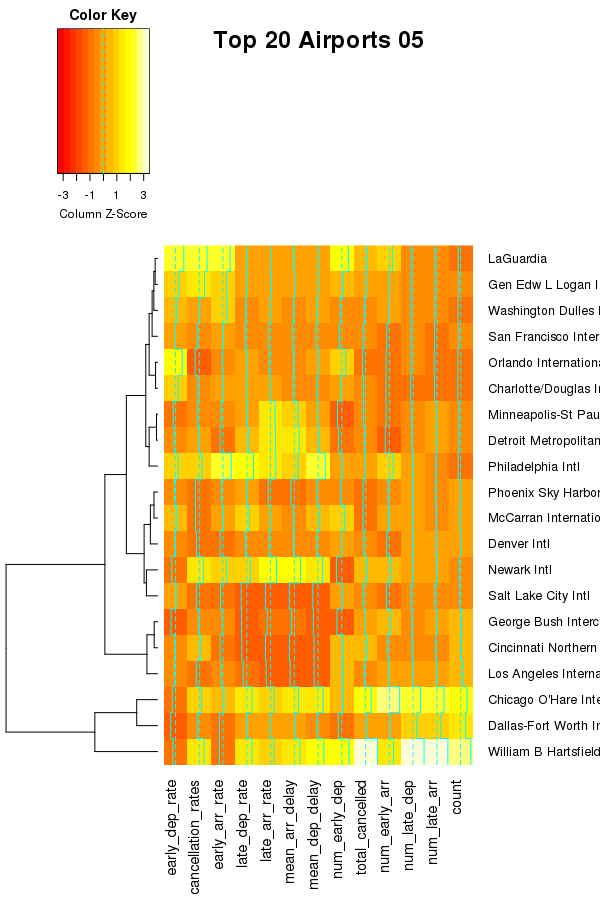 Color Key
Top 20 Airports 05
-3 -1 1 3
Column Z-Score
LaGuardia
Gen Edw L Logan I
Washington Dulles
San Francisco Inter
Orlando Internationa
Charlotte/Douglas In
Minneapolis-St Pau
Detroit Metropolitan
Philadelphia Intl
Phoenix Sky Harbor
McCarran Internatio
Denver Intl
Newark Intl
Salt Lake City Intl
George Bush Interc
Cincinnati Northern
Los Angeles Interna
Chicago O'Hare Inte
Dallas-Fort Worth In
William B Hartsfield
early_dep_rate
cancellation_rates
early_arr_rate
late_dep_rate
late_arr_rate
mean_arr_delay
mean_dep_delay
num_early_dep
total_cancelled
num_early_arr
num_late_dep
num_late_arr
count